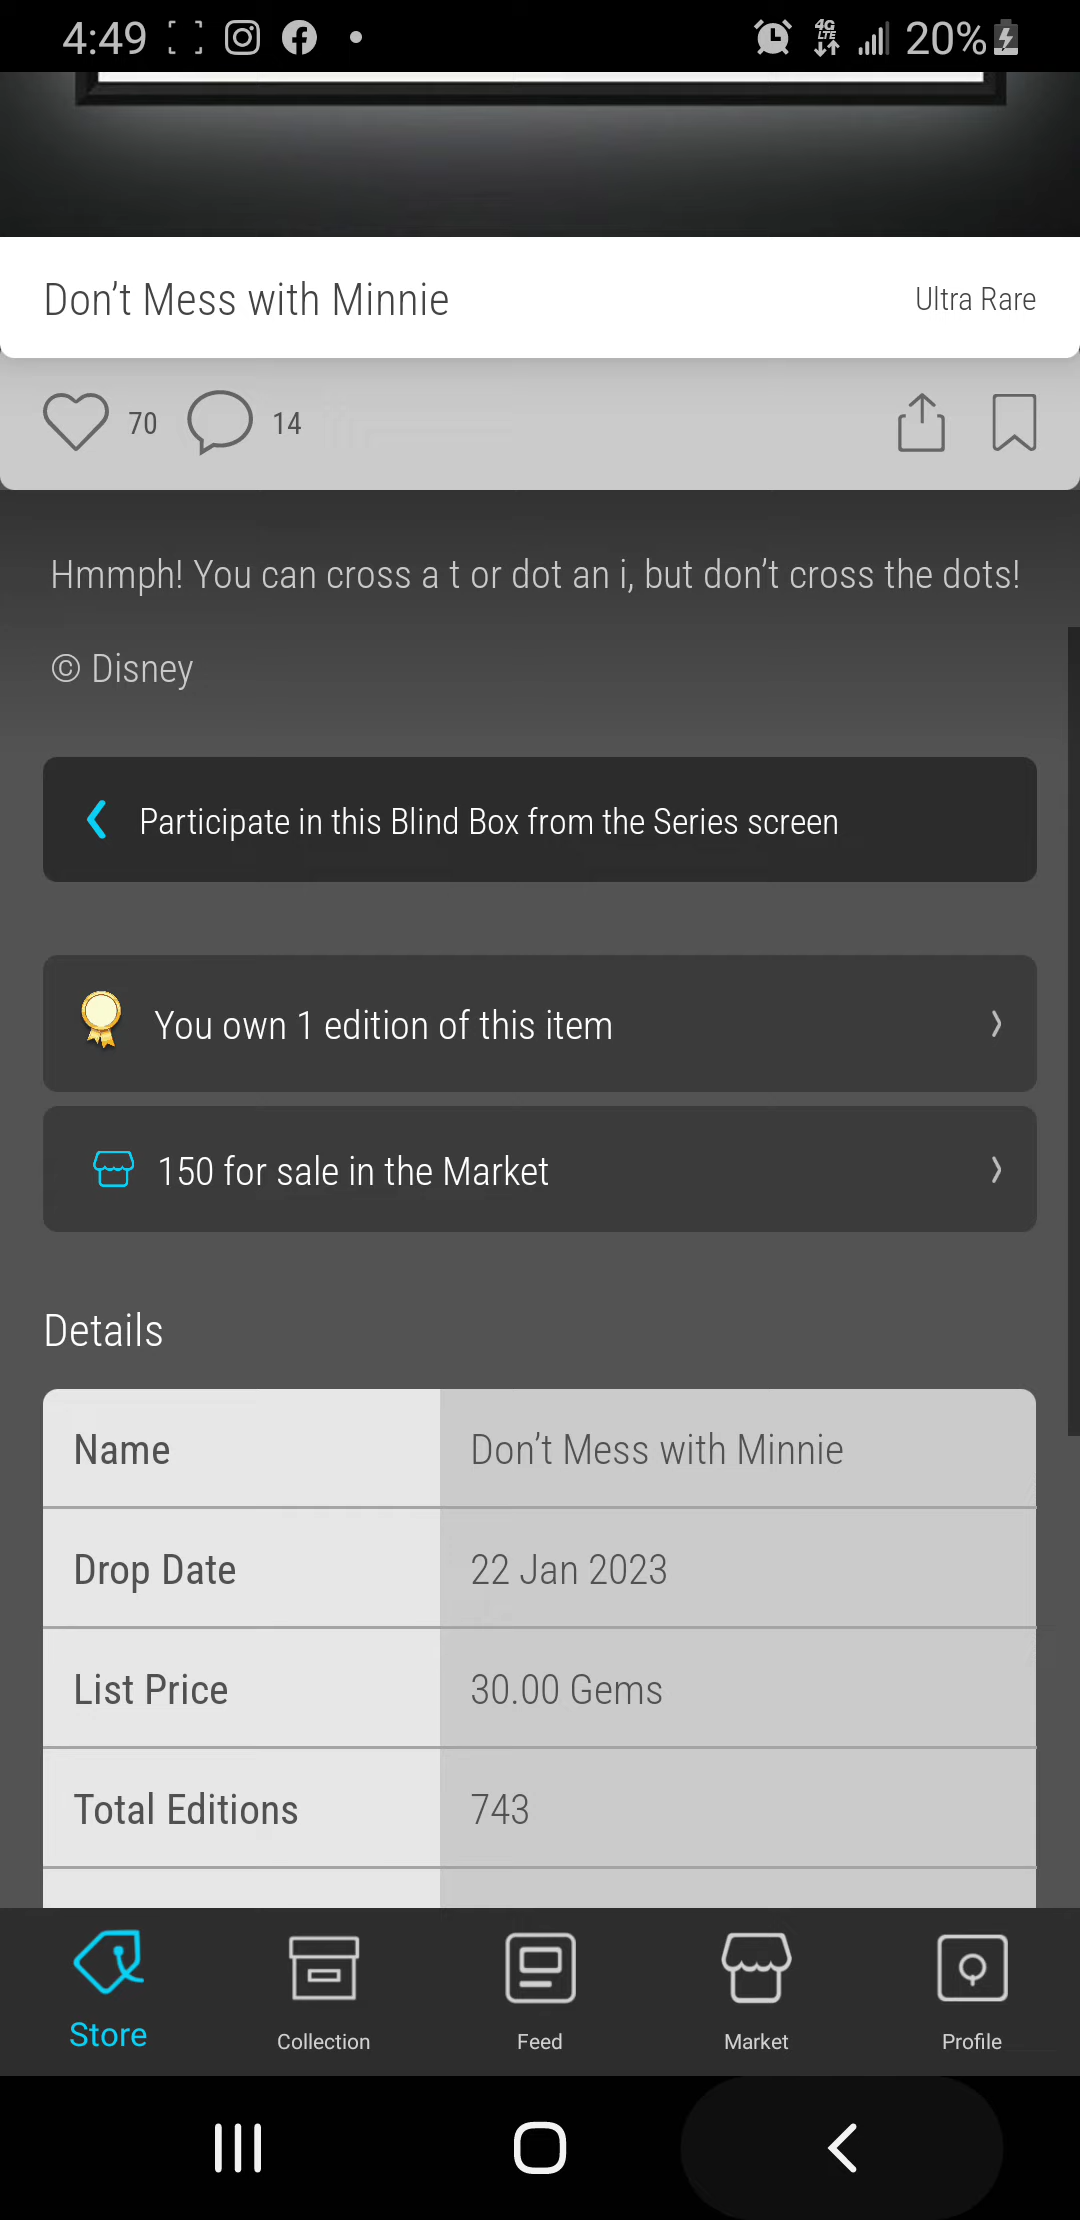 4:49
4G LTE
20%
Don’t Mess with Minnie
Ultra Rare
70
14
Hmmph! You can cross a t or dot an i, but don’t cross the dots!
© Disney
Participate in this Blind Box from the Series screen
You own 1 edition of this item
150 for sale in the Market
Details
Name
Don’t Mess with Minnie
Drop Date
22 Jan 2023
List Price
30.00 Gems
Total Editions
743
Store
Collection
Feed
Market
Profile